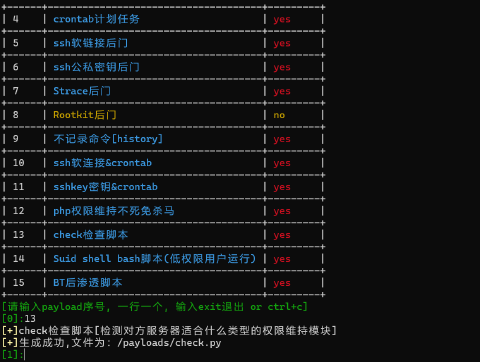 | 4 | crontab计划任务 | yes |
| 5 | ssh软链接后门 | yes |
| 6 | ssh公私密钥后门 | yes |
| 7 | Strace后门 | yes |
| 8 | Rootkit后门 | no |
| 9 | 不记录命令[history] | yes |
| 10 | ssh软连接&crontab | yes |
| 11 | sshkey密钥&crontab | yes |
| 12 | php权限维持不死免杀马 | yes |
| 13 | check检查脚本 | yes |
| 14 | Suid shell bash脚本(低权限用户运行) | yes |
| 15 | BT后渗透脚本 | yes |
[请输入payload序号, 一行一个, 输入exit退出 or ctrl+c]
[0]:13
[+]check检查脚本[检测对方服务器适合什么类型的权限维持模块]
[+]生成成功,文件为: /payloads/check.py
[1]: